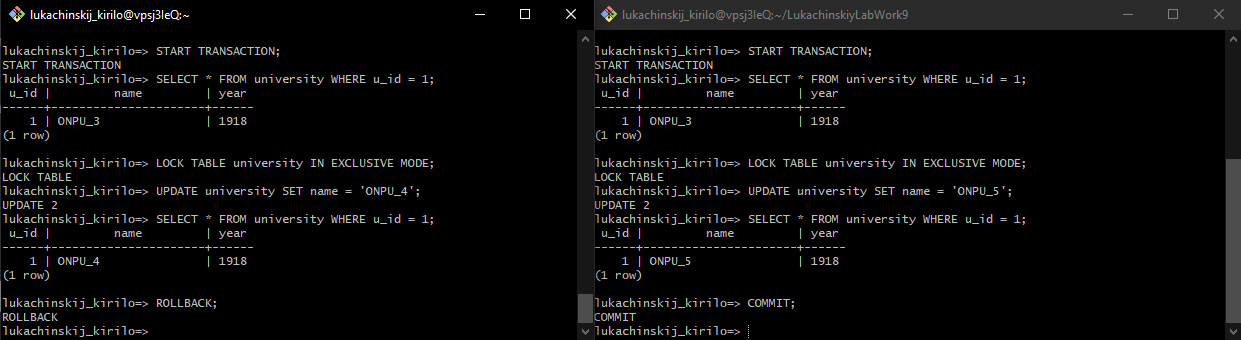 lukachinskij_kirilo@vpsj3leQ:~
lukachinskij_kirilo=> START TRANSACTION;
START TRANSACTION
lukachinskij_kirilo=> SELECT * FROM university WHERE u_id = 1;
 u_id |         name         | year
------+----------------------+------
    1 | ONPU_3               | 1918
(1 row)
lukachinskij_kirilo=> LOCK TABLE university IN EXCLUSIVE MODE;
LOCK TABLE
lukachinskij_kirilo=> UPDATE university SET name = 'ONPU_4';
UPDATE 2
lukachinskij_kirilo=> SELECT * FROM university WHERE u_id = 1;
 u_id |         name         | year
------+----------------------+------
    1 | ONPU_4               | 1918
(1 row)
lukachinskij_kirilo=> ROLLBACK;
ROLLBACK
lukachinskij_kirilo=>
lukachinskij_kirilo@vpsj3leQ:~/LukachinskiyLabWork9
lukachinskij_kirilo=> START TRANSACTION;
START TRANSACTION
lukachinskij_kirilo=> SELECT * FROM university WHERE u_id = 1;
 u_id |         name         | year
------+----------------------+------
    1 | ONPU_3               | 1918
(1 row)
lukachinskij_kirilo=> LOCK TABLE university IN EXCLUSIVE MODE;
LOCK TABLE
lukachinskij_kirilo=> UPDATE university SET name = 'ONPU_5';
UPDATE 2
lukachinskij_kirilo=> SELECT * FROM university WHERE u_id = 1;
 u_id |         name         | year
------+----------------------+------
    1 | ONPU_5               | 1918
(1 row)
lukachinskij_kirilo=> COMMIT;
COMMIT
lukachinskij_kirilo=>